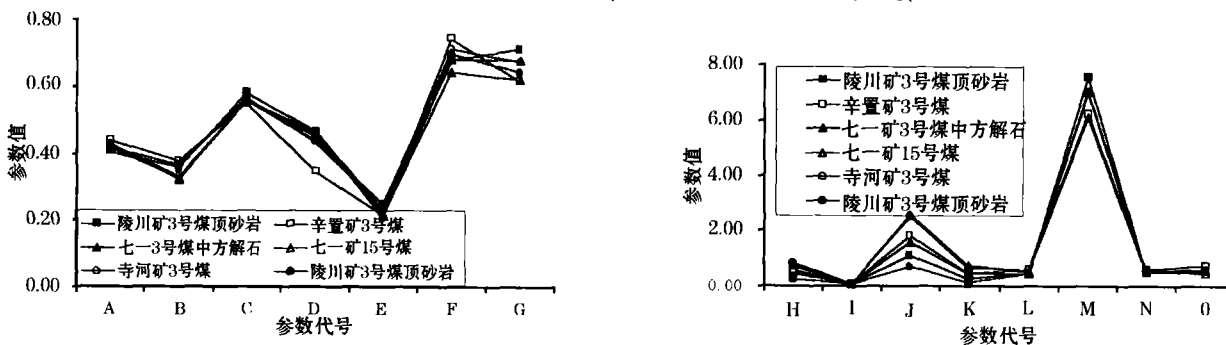 0.80
0.60
0.40
0.20
0.00
参数值
陵川矿3号煤顶砂岩
辛置矿3号煤
七一3号煤中方解石
七一矿15号煤
寺河矿3号煤
陵川矿3号煤顶砂岩
A B C D E F G
参数代号
8.00
6.00
4.00
2.00
0.00
参数值
陵川矿3号煤顶砂岩
辛置矿3号煤
七一矿3号煤中方解石
七一矿15号煤
寺河矿3号煤
陵川矿3号煤顶砂岩
H I J K L M N O
参数代号